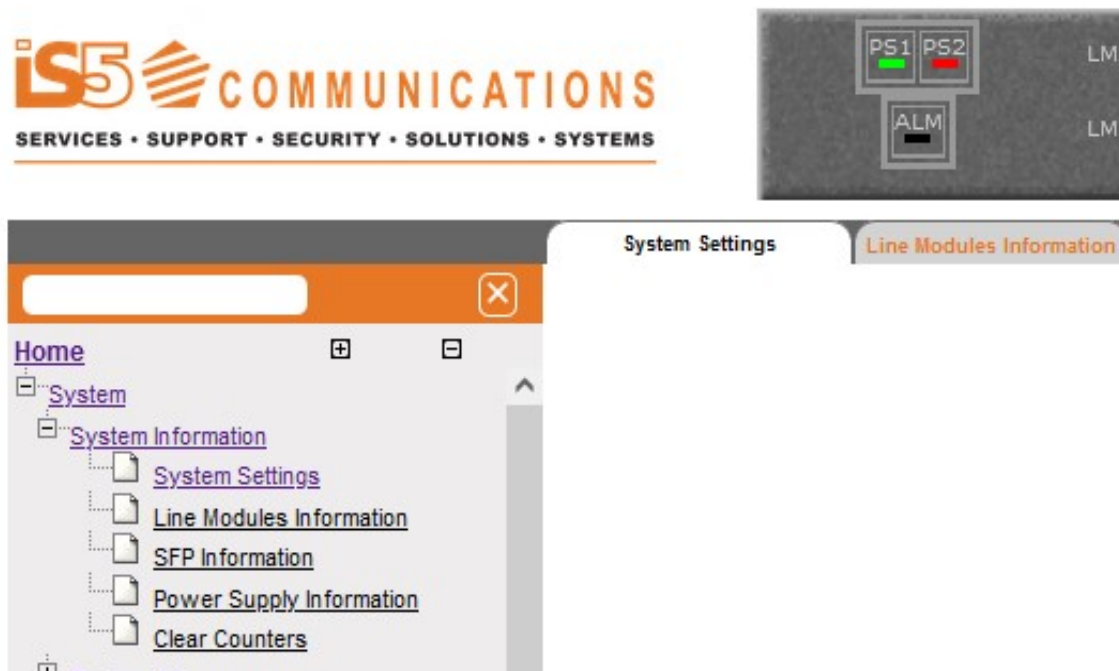 iS5 COMMUNICATIONS
SERVICES • SUPPORT • SECURITY • SOLUTIONS • SYSTEMS
PS1 PS2
LM
ALM
LM
System Settings
Line Modules Information
Home
System
System Information
System Settings
Line Modules Information
SFP Information
Power Supply Information
Clear Counters